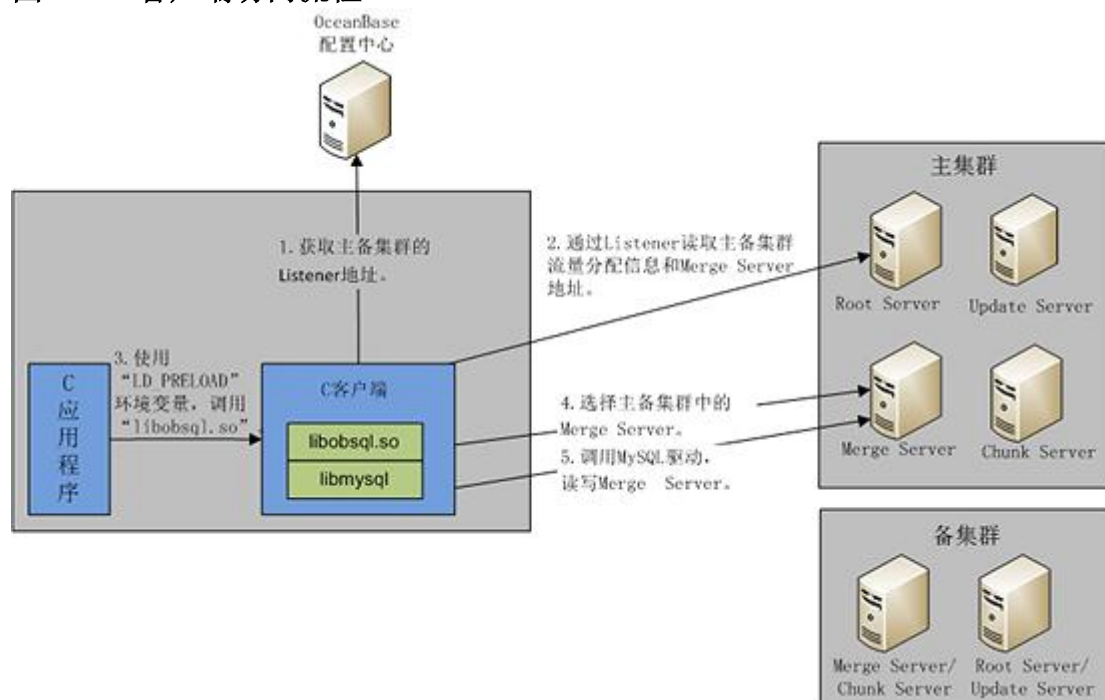 OceanBase
配置中心
主集群
1. 获取主备集群的
Listener地址。
2. 通过Listener读取主备集群
流量分配信息和Merge Server
地址。
Root Server
Update Server
3. 使用
“LD PRELOAD”
环境变量，调用
“libobsql.so”
C
应
用
程
序
C客户端
libobsql.so
libmysql
4. 选择主备集群中的
Merge Server。
5. 调用MySQL驱动，
读写Merge Server。
Merge Server
Chunk Server
备集群
Merge Server/
Chunk Server
Root Server/
Update Server